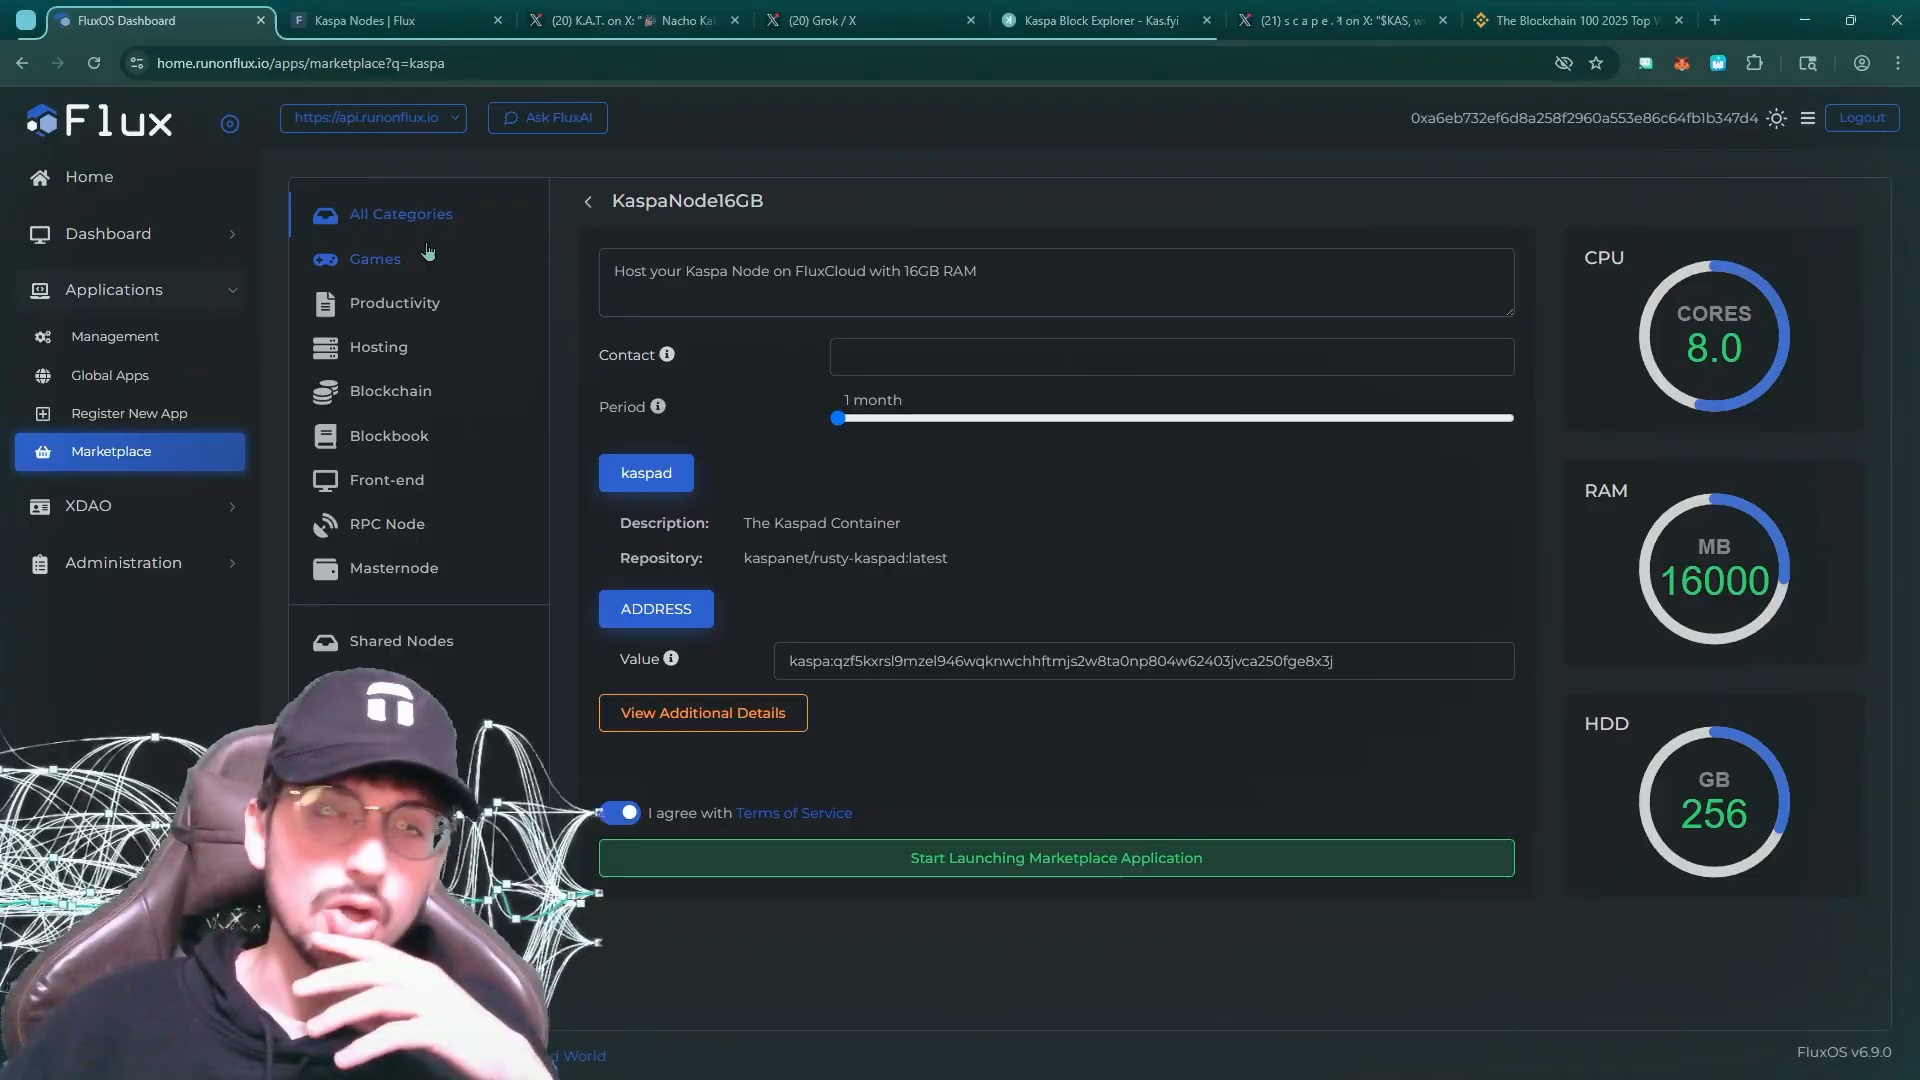 FluxOS Dashboard
Kaspa Nodes | Flux
(20) K.A.T. on X: "🎉 Nacho Ka
(20) Grok / X
Kaspa Block Explorer - Kas.fyi
on X: "$KAS, w
The Blockchain 100 2025 Top
home.runonflux.io/apps/marketplace?q=kaspa
Flux
https://api.runonflux.io
Ask FluxAI
0xa6eb732ef6d8a258f2960a553e86c64fb1b347d4
Logout
Home
Dashboard
Applications
Management
Global Apps
Register New App
Marketplace
XDAO
Administration
All Categories
Games
Productivity
Hosting
Blockchain
Blockbook
Front-end
RPC Node
Masternode
Shared Nodes
KaspaNode16GB
Host your Kaspa Node on FluxCloud with 16GB RAM
Contact
Period
1 month
kaspad
Description: The Kaspad Container
Repository: kaspanet/rusty-kaspad:latest
ADDRESS
Value
kaspa:qzf5kxrsl9mzel946wqknwchhftmjs2w8ta0np804w62403jvca250fge8x3j
View Additional Details
I agree with Terms of Service
Start Launching Marketplace Application
CPU
CORES
8.0
RAM
MB
16000
HDD
GB
256
d World
FluxOS v6.9.0